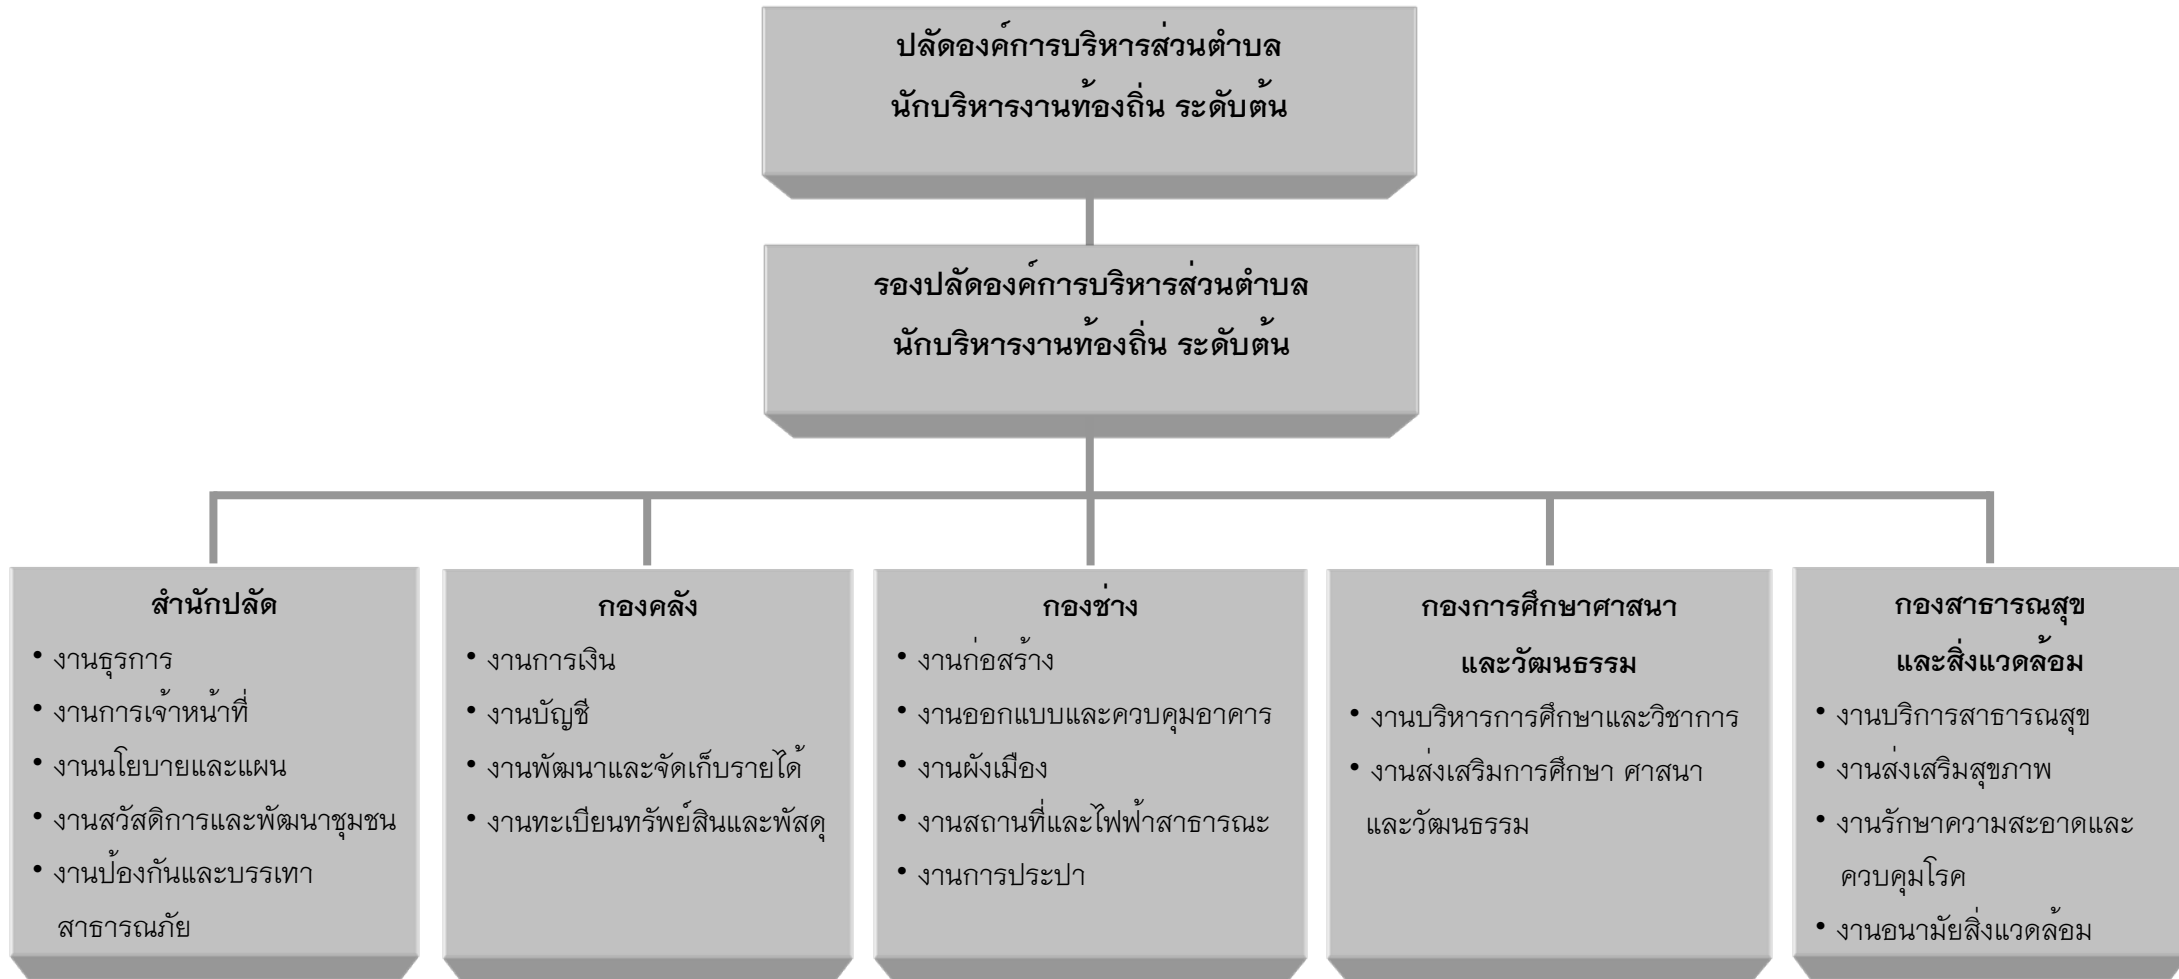 ปลัดองค์การบริหารส่วนตำบล
นักบริหารงานท้องถิ่น ระดับต้น
รองปลัดองค์การบริหารส่วนตำบล
นักบริหารงานท้องถิ่น ระดับต้น
สำนักปลัด
• งานธุรการ
• งานการเจ้าหน้าที่
• งานนโยบายและแผน
• งานสวัสดิการและพัฒนาชุมชน
• งานป้องกันและบรรเทา
สาธารณภัย
กองคลัง
• งานการเงิน
• งานบัญชี
• งานพัฒนาและจัดเก็บรายได้
• งานทะเบียนทรัพย์สินและพัสดุ
กองช่าง
• งานก่อสร้าง
• งานออกแบบและควบคุมอาคาร
• งานผังเมือง
• งานสถานที่และไฟฟ้าสาธารณะ
• งานการประปา
กองการศึกษาศาสนา
และวัฒนธรรม
• งานบริหารการศึกษาและวิชาการ
• งานส่งเสริมการศึกษา ศาสนา
และวัฒนธรรม
กองสาธารณสุข
และสิ่งแวดล้อม
• งานบริการสาธารณสุข
• งานส่งเสริมสุขภาพ
• งานรักษาความสะอาดและ
ควบคุมโรค
• งานอนามัยสิ่งแวดล้อม